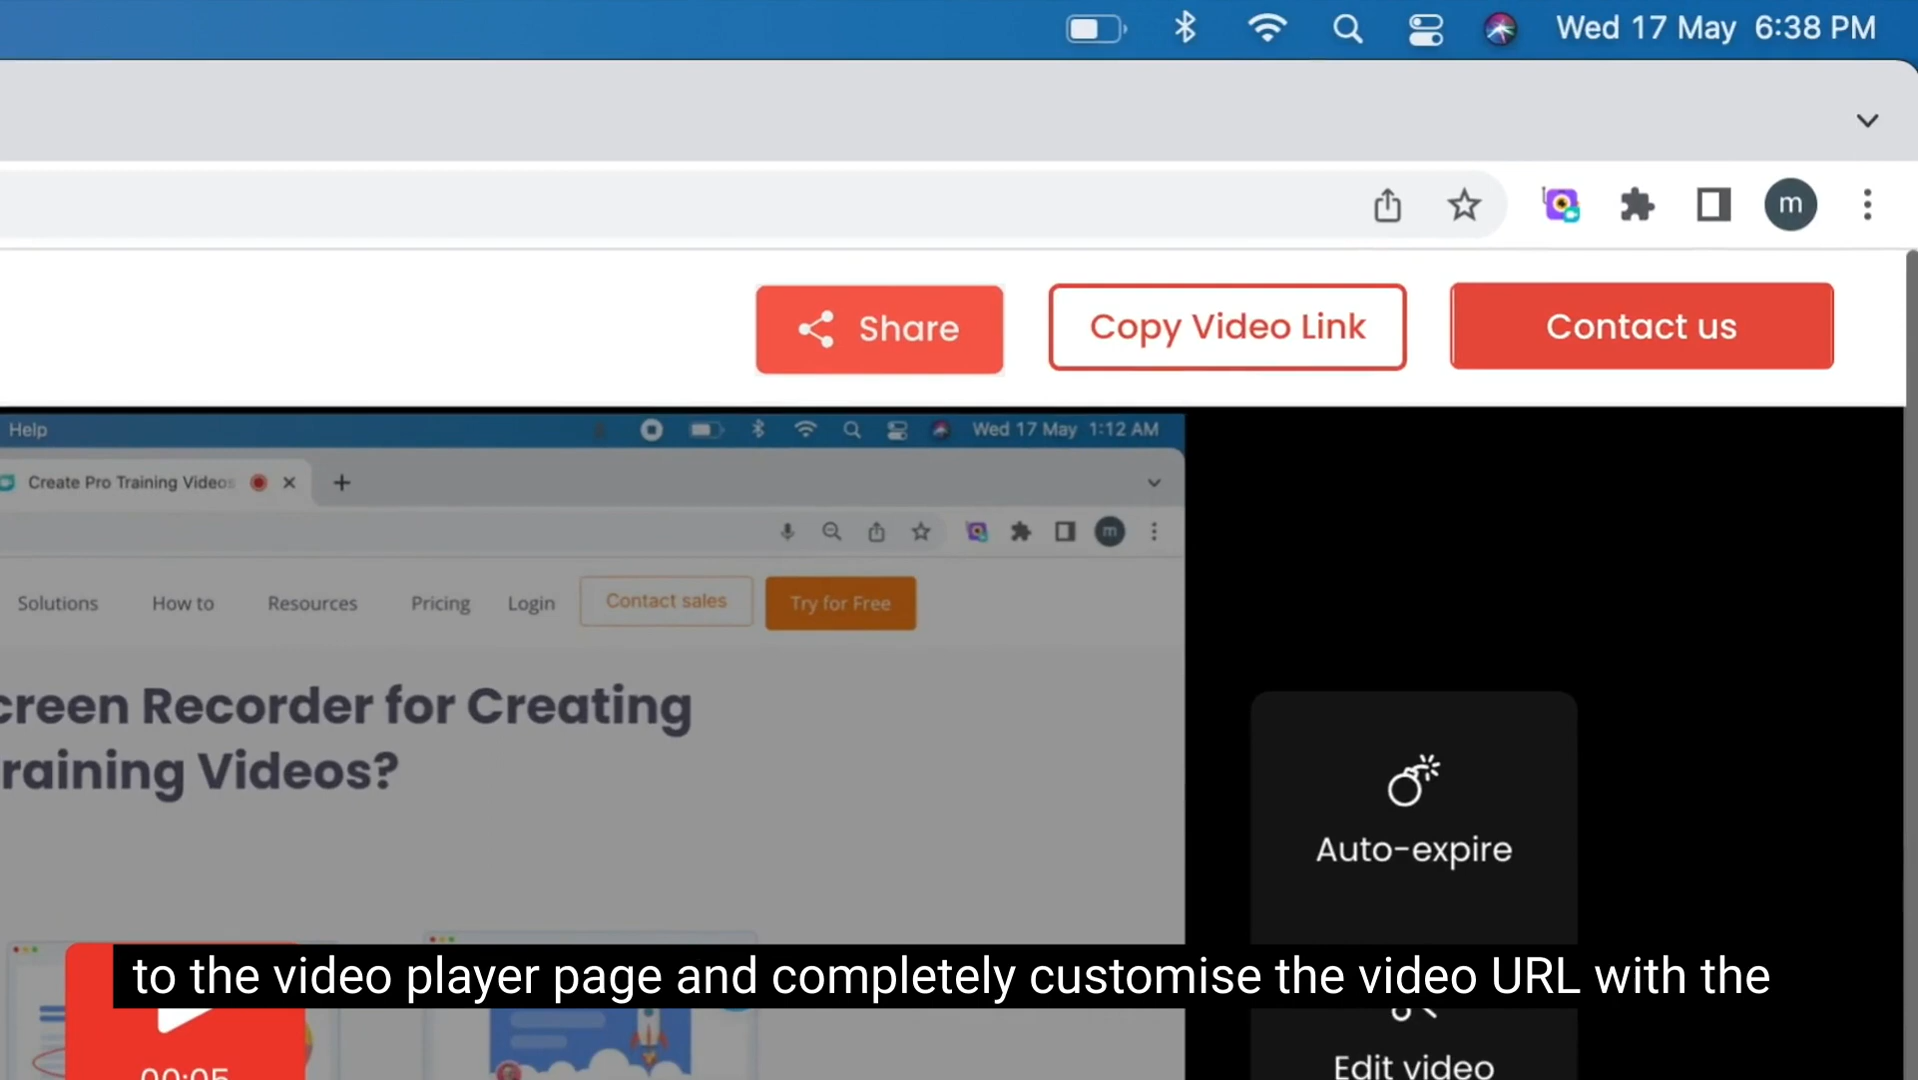 Wed 17 May 6:38 PM
m
Share
Copy Video Link
Contact us
Help
Wed 17 May 1:12 AM
Create Pro Training Videos
m
Solutions
How to
Resources
Pricing
Login
Contact sales
Try for Free
creen Recorder for Creating
raining Videos?
Auto-expire
to the video player page and completely customise the video URL with the
Edit video
00:05